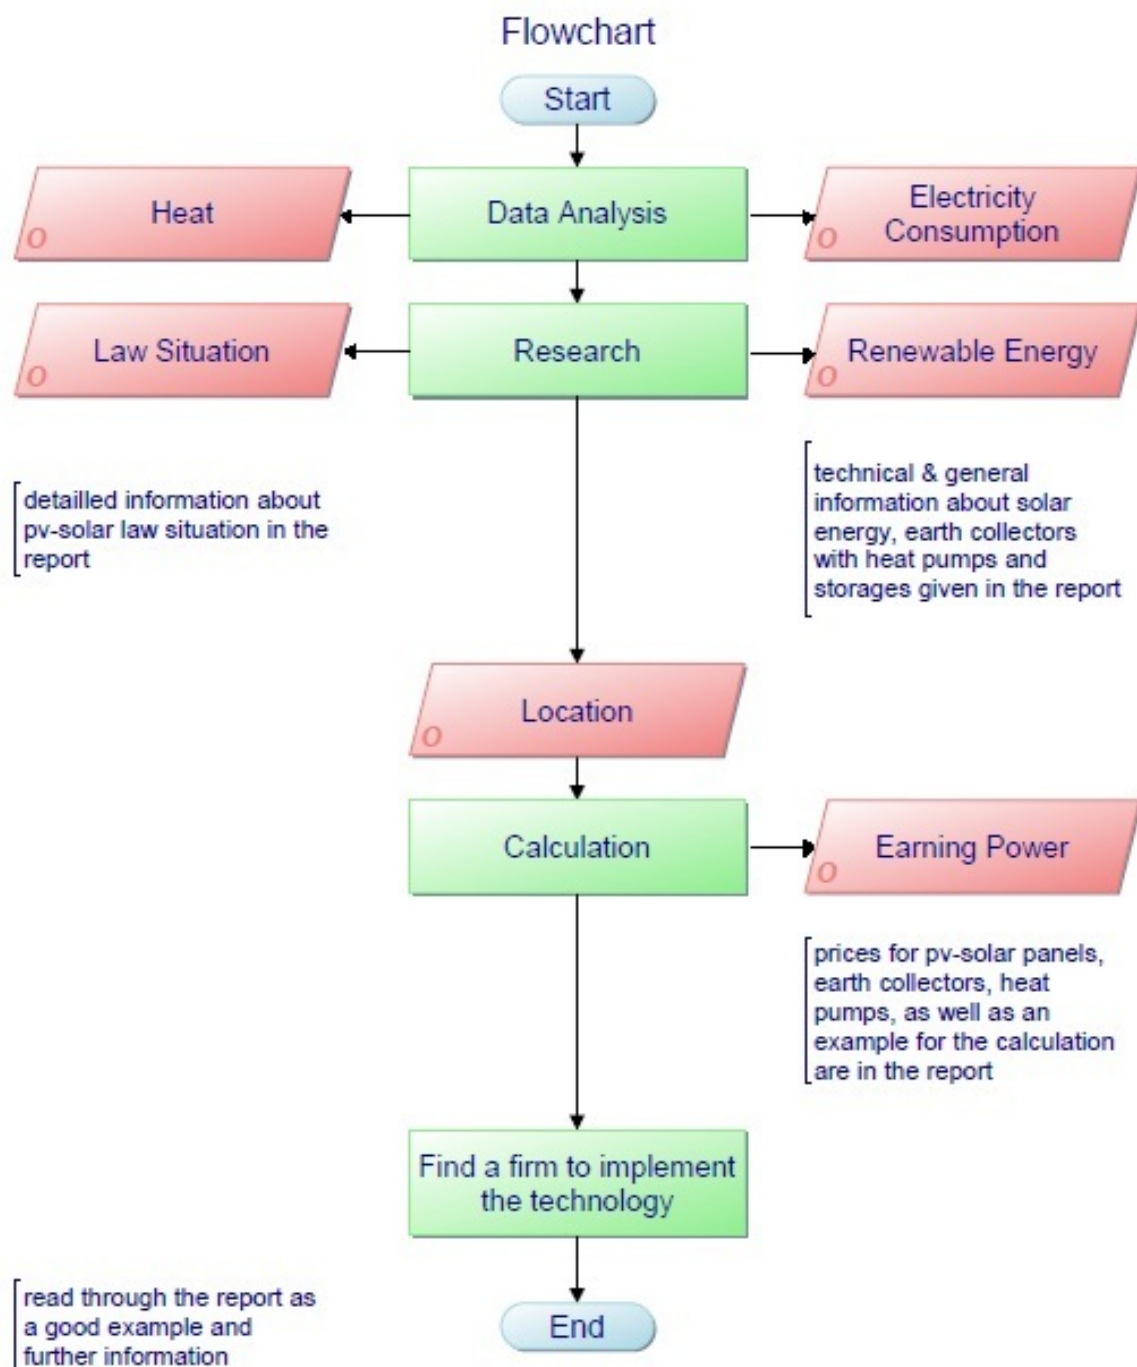 Flowchart
Start
Heat
O
Data Analysis
Electricity
Consumption
O
Law Situation
O
Research
Renewable Energy
O
detailled information about
pv-solar law situation in the
report
technical & general
information about solar
energy, earth collectors
with heat pumps and
storages given in the report
Location
O
Calculation
Earning Power
O
prices for pv-solar panels,
earth collectors, heat
pumps, as well as an
example for the calculation
are in the report
Find a firm to implement
the technology
read through the report as
a good example and
further information
End